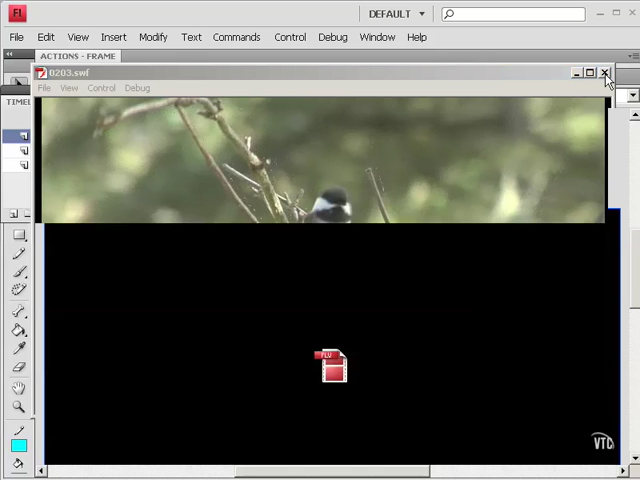 Fl
DEFAULT
File Edit View Insert Modify Text Commands Control Debug Window Help
ACTIONS - FRAME
0203.swf
File View Control Debug
TIMEL
FLV
VTC